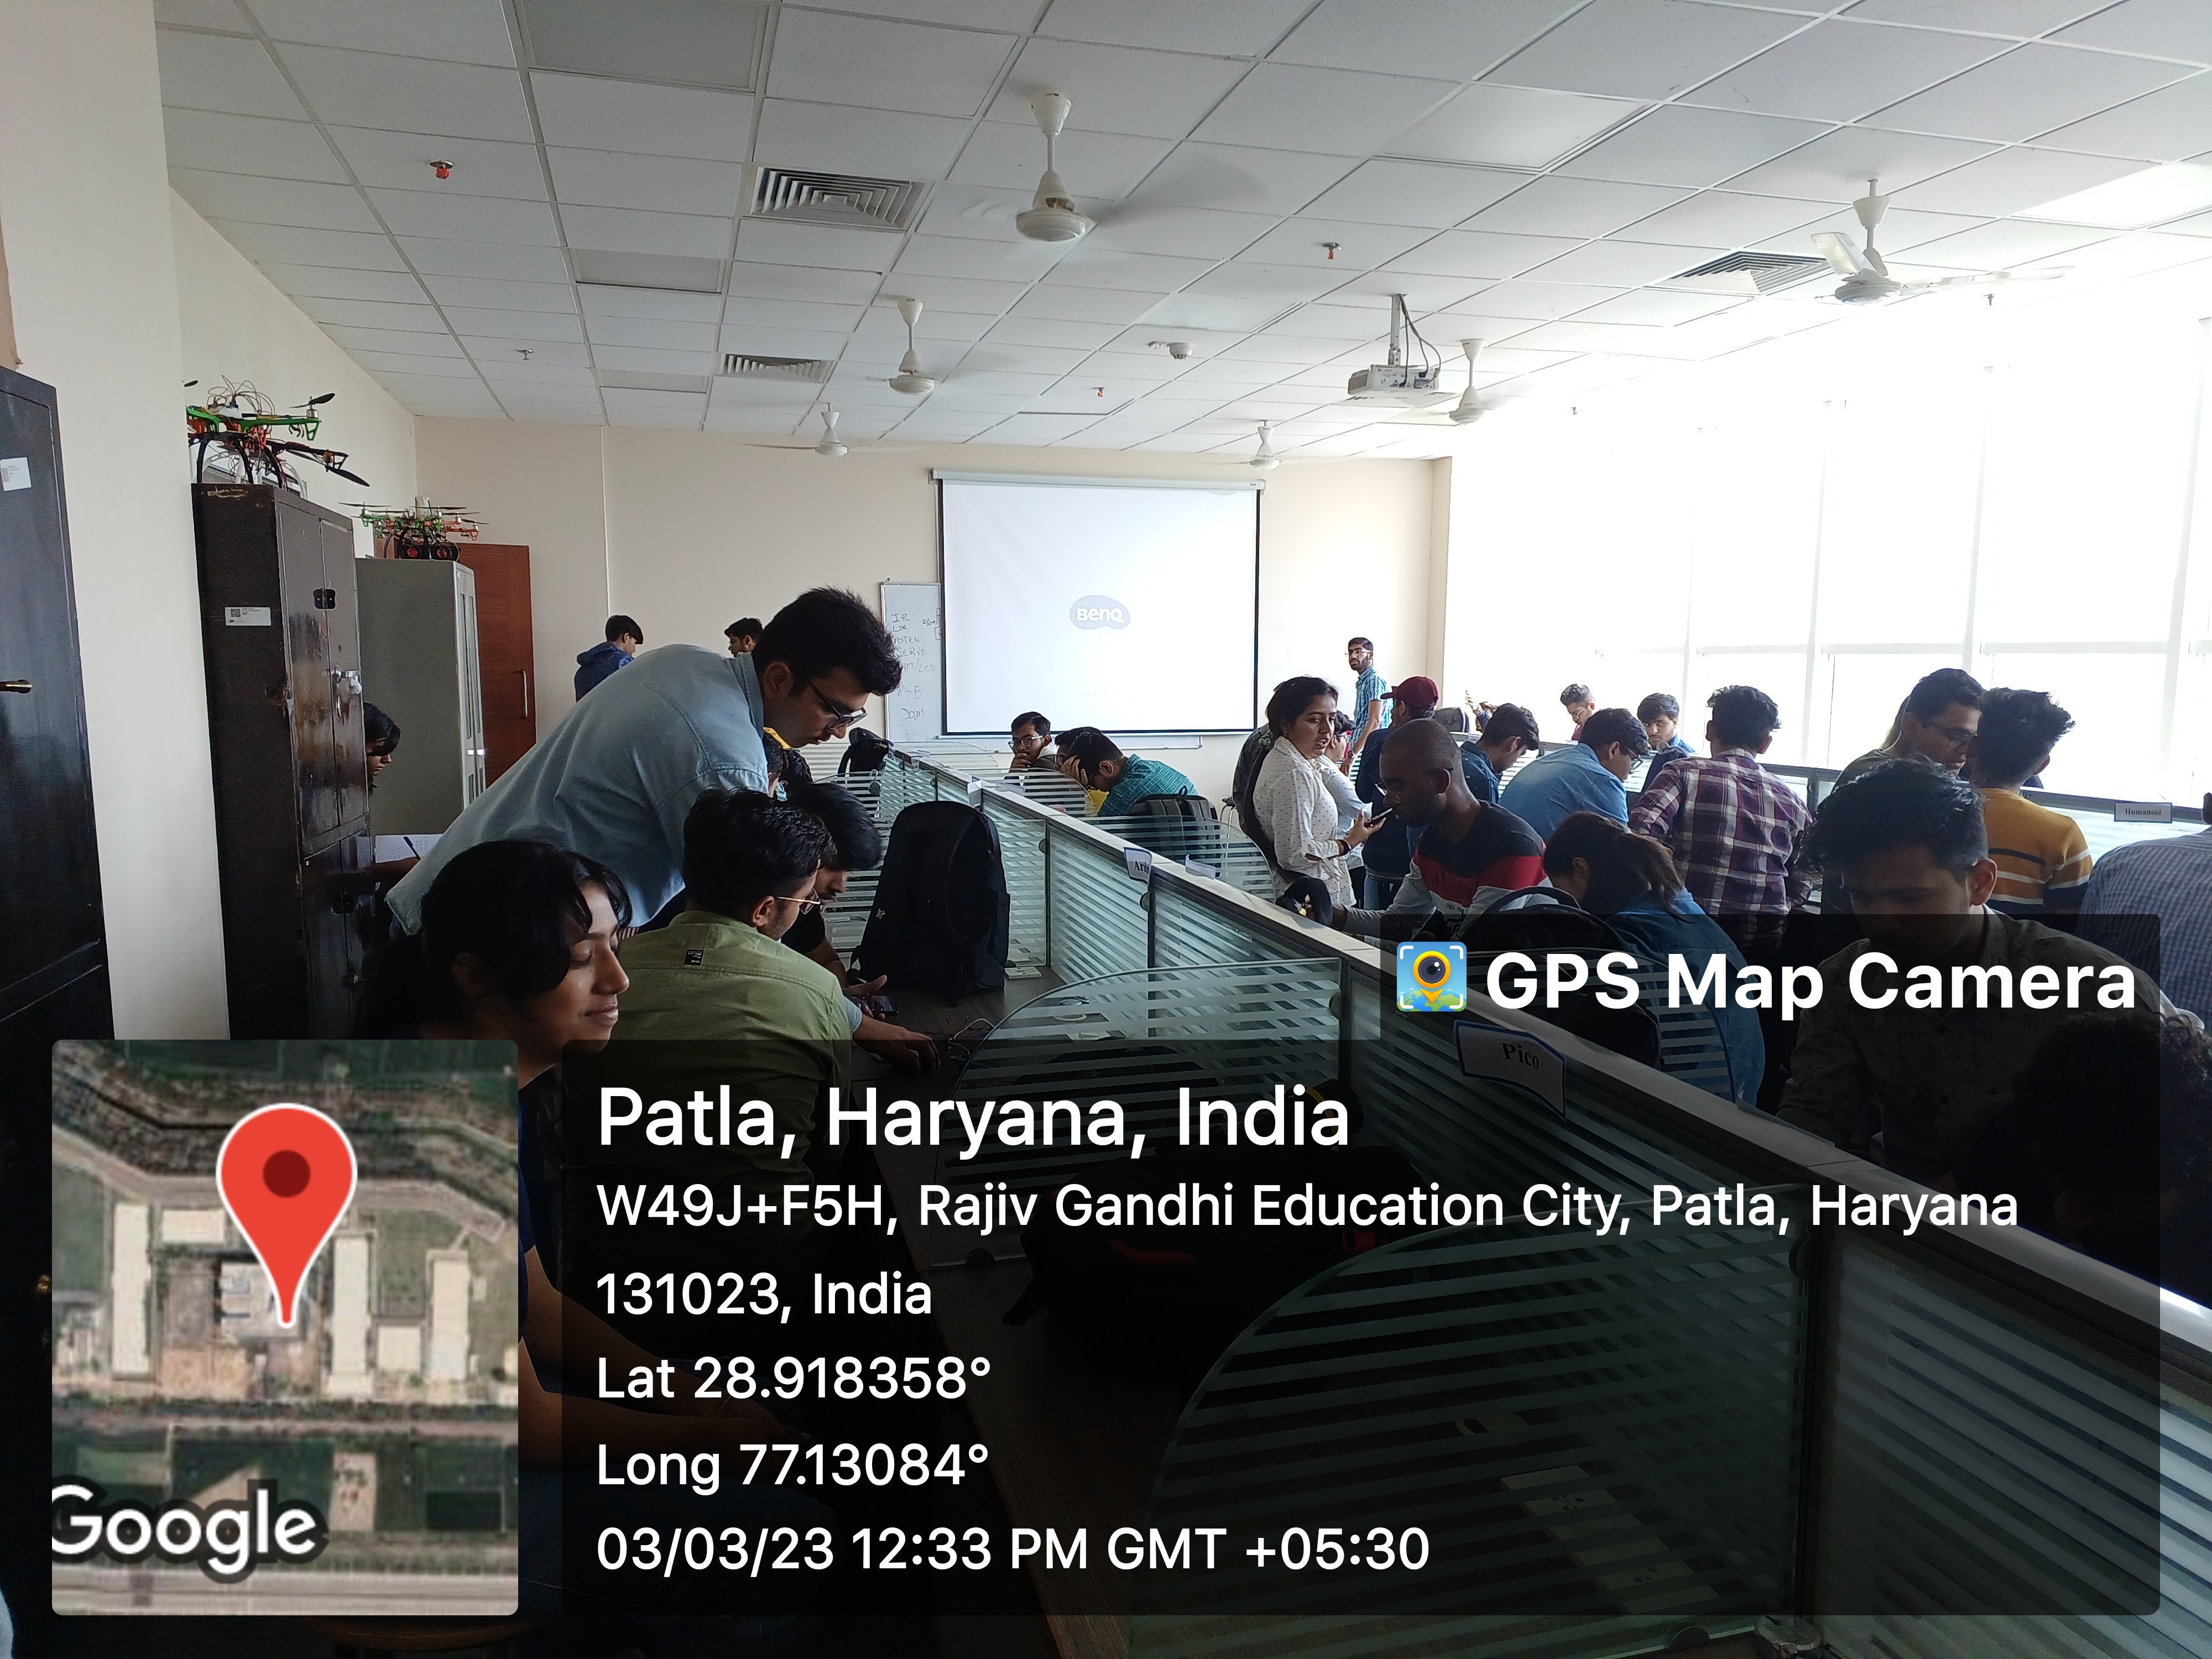 BenQ
IR
Humanoid
Pico
GPS Map Camera
Patla, Haryana, India
W49J+F5H, Rajiv Gandhi Education City, Patla, Haryana
131023, India
Lat 28.918358°
Long 77.13084°
03/03/23 12:33 PM GMT +05:30
Google